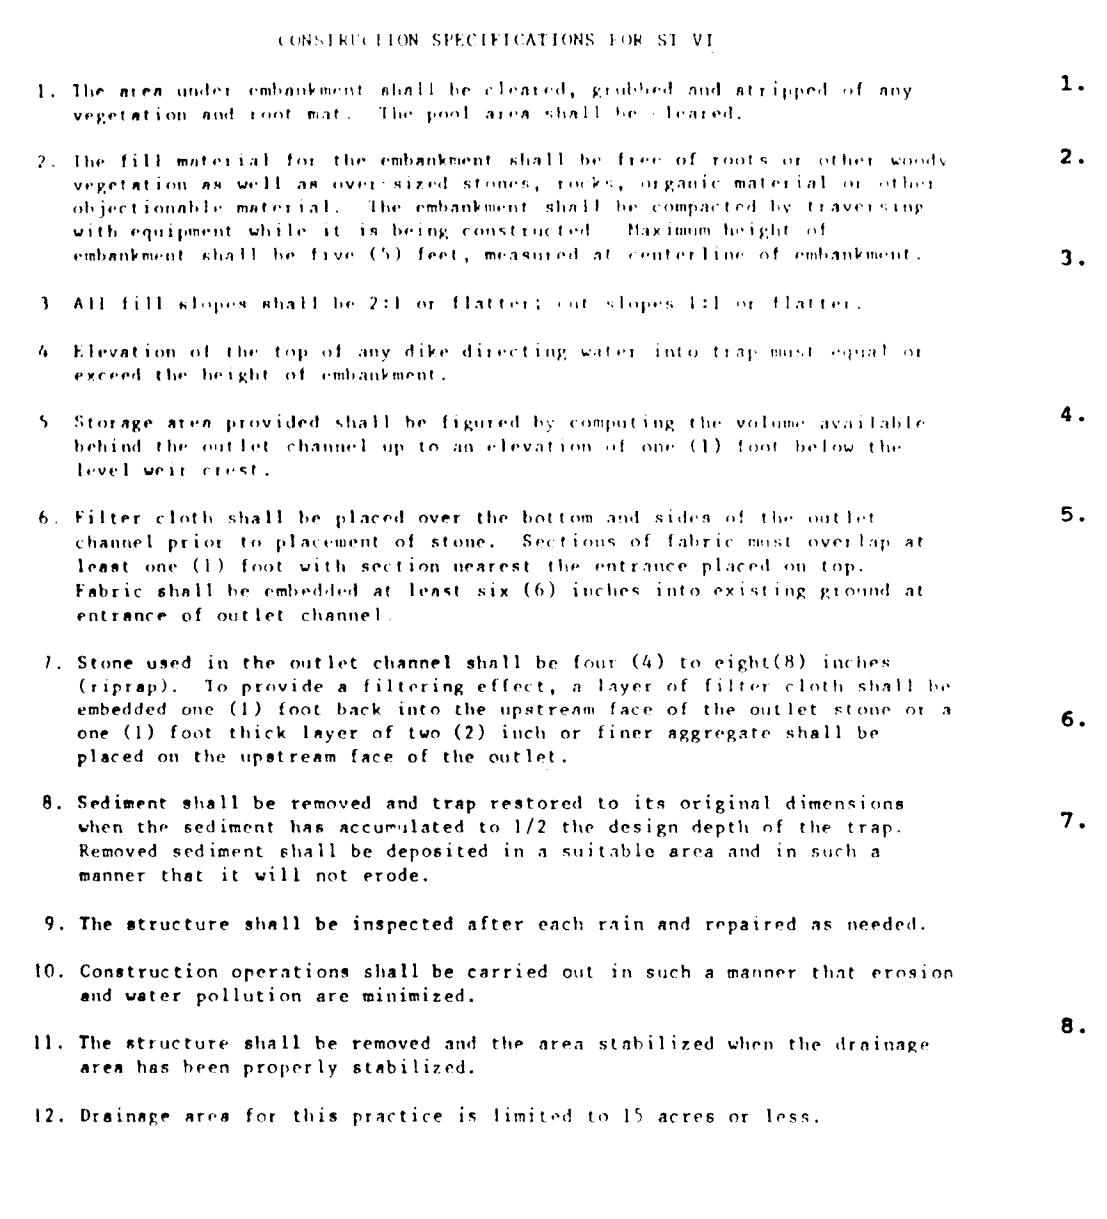 CONSTRUCTION SPECIFICATIONS FOR ST VI
1. The area under embankment shall be cleared, grubbed and stripped of any
vegetation and root mat. The pool area shall be cleared.
2. The fill material for the embankment shall be free of roots or other woody
vegetation as well as over-sized stones, rocks, organic material or other
objectionable material. The embankment shall be compacted by traversing
with equipment while it is being constructed Maximum height of
embankment shall be five (5) feet, measured at centerline of embankment.
3 All fill slopes shall be 2:1 or flatter; cut slopes 1:1 or flatter.
4 Elevation of the top of any dike directing water into trap must equal or
exceed the height of embankment.
5 Storage area provided shall be figured by computing the volume available
behind the outlet channel up to an elevation of one (1) foot below the
level weir crest.
6. Filter cloth shall be placed over the bottom and sides of the outlet
channel prior to placement of stone. Sections of fabric must overlap at
least one (1) foot with section nearest the entrance placed on top.
Fabric shall be embedded at least six (6) inches into existing ground at
entrance of outlet channel.
7. Stone used in the outlet channel shall be four (4) to eight(8) inches
(riprap). To provide a filtering effect, a layer of filter cloth shall be
embedded one (1) foot back into the upstream face of the outlet stone or a
one (1) foot thick layer of two (2) inch or finer aggregate shall be
placed on the upstream face of the outlet.
8. Sediment shall be removed and trap restored to its original dimensions
when the sediment has accumulated to 1/2 the design depth of the trap.
Removed sediment shall be deposited in a suitable area and in such a
manner that it will not erode.
9. The structure shall be inspected after each rain and repaired as needed.
10. Construction operations shall be carried out in such a manner that erosion
and water pollution are minimized.
11. The structure shall be removed and the area stabilized when the drainage
area has been properly stabilized.
12. Drainage area for this practice is limited to 15 acres or less.
1.
2.
3.
4.
5.
6.
7.
8.